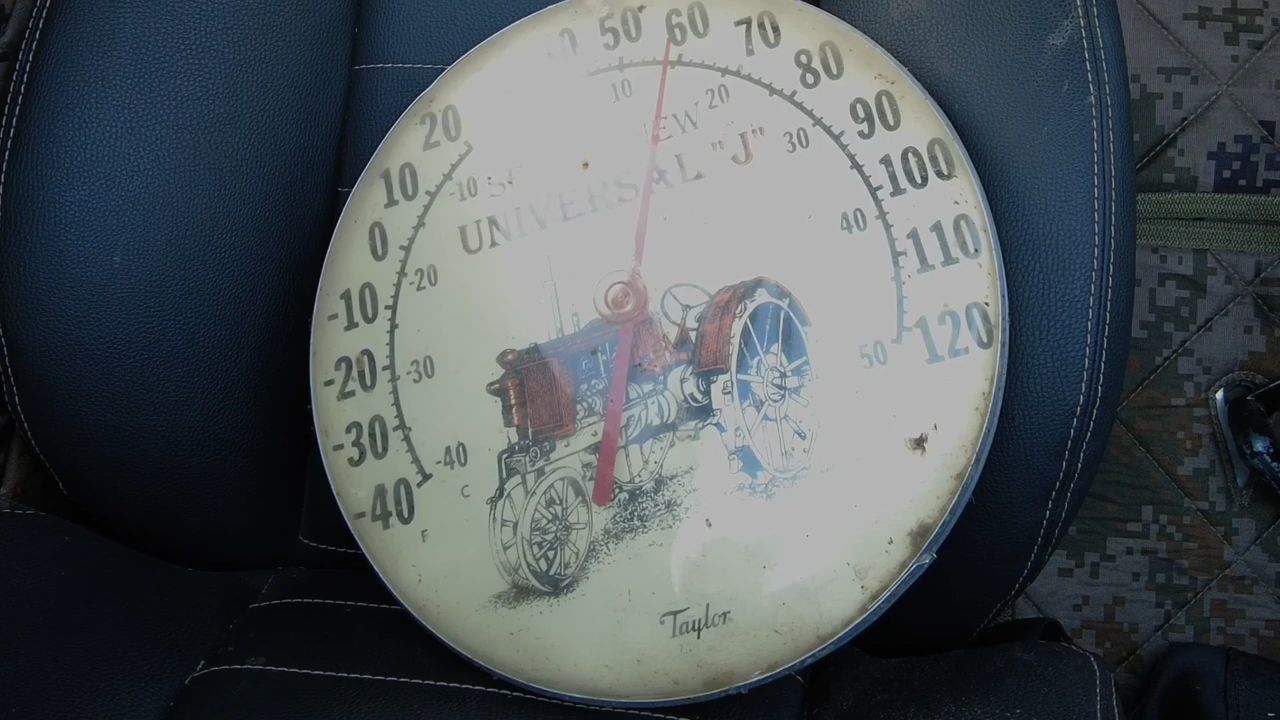 50 60 70 80 90 100 110 120
20 10 0 -10 -20 -30 -40
10 20 30 40 50
-10 -20 -30 -40
C
F
UNIVERSAL "J"
Taylor